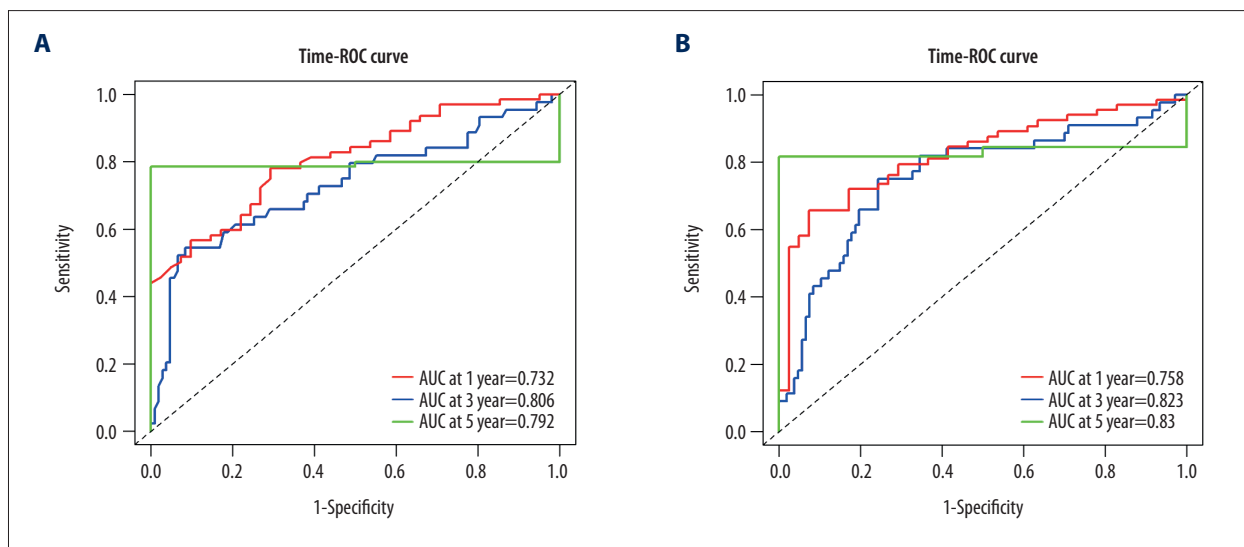 A
Time-ROC curve
Sensitivity
1.0
0.8
0.6
0.4
0.2
0.0
AUC at 1 year=0.732
AUC at 3 year=0.806
AUC at 5 year=0.792
0.0 0.2 0.4 0.6 0.8 1.0
1-Specificity
B
Time-ROC curve
Sensitivity
1.0
0.8
0.6
0.4
0.2
0.0
AUC at 1 year=0.758
AUC at 3 year=0.823
AUC at 5 year=0.83
0.0 0.2 0.4 0.6 0.8 1.0
1-Specificity